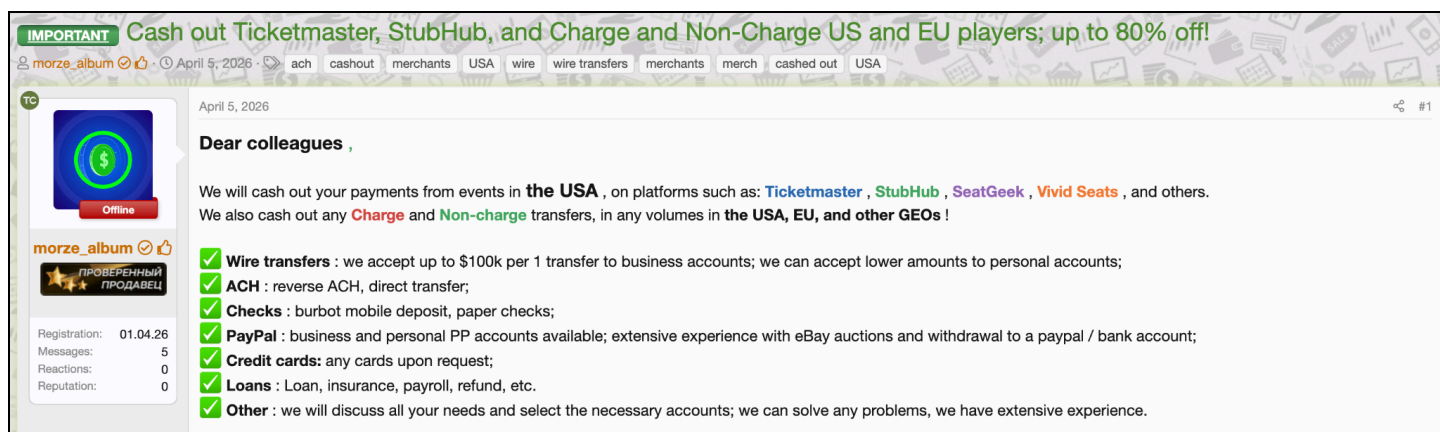 IMPORTANT Cash out Ticketmaster, StubHub, and Charge and Non-Charge US and EU players; up to 80% off!
morze_album · April 5, 2026 · ach cashout merchants USA wire wire transfers merchants merch cashed out USA
TC
April 5, 2026 #1
Dear colleagues ,
We will cash out your payments from events in the USA , on platforms such as: Ticketmaster , StubHub , SeatGeek , Vivid Seats , and others.
We also cash out any Charge and Non-charge transfers, in any volumes in the USA, EU, and other GEOs !
$
Offline
morze_album
ПРОВЕРЕННЫЙ
ПРОДАВЕЦ
Registration: 01.04.26
Messages: 5
Reactions: 0
Reputation: 0
Wire transfers : we accept up to $100k per 1 transfer to business accounts; we can accept lower amounts to personal accounts;
ACH : reverse ACH, direct transfer;
Checks : burbot mobile deposit, paper checks;
PayPal : business and personal PP accounts available; extensive experience with eBay auctions and withdrawal to a paypal / bank account;
Credit cards: any cards upon request;
Loans : Loan, insurance, payroll, refund, etc.
Other : we will discuss all your needs and select the necessary accounts; we can solve any problems, we have extensive experience.